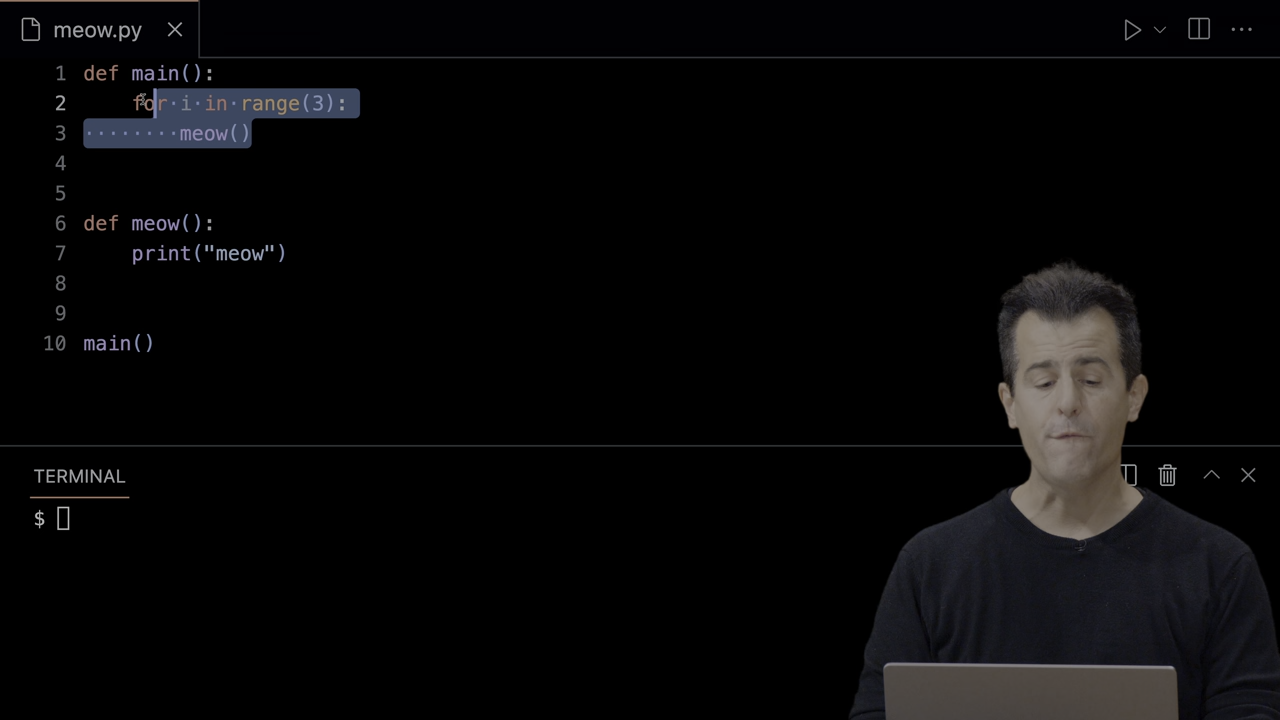 meow.py
1 def main():
2 for i in range(3):
3 meow()
4
5
6 def meow():
7 print("meow")
8
9
10 main()
TERMINAL
$